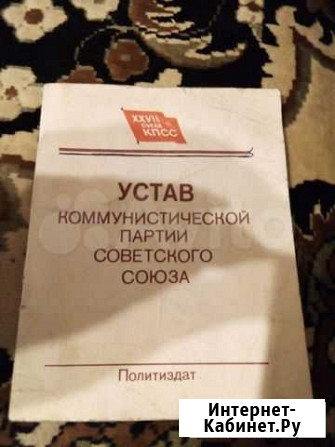 XXVII
СЪЕЗД
КПСС
УСТАВ
КОММУНИСТИЧЕСКОЙ
ПАРТИИ
СОВЕТСКОГО
СОЮЗА
Политиздат
Интернет-
Кабинет.Ру